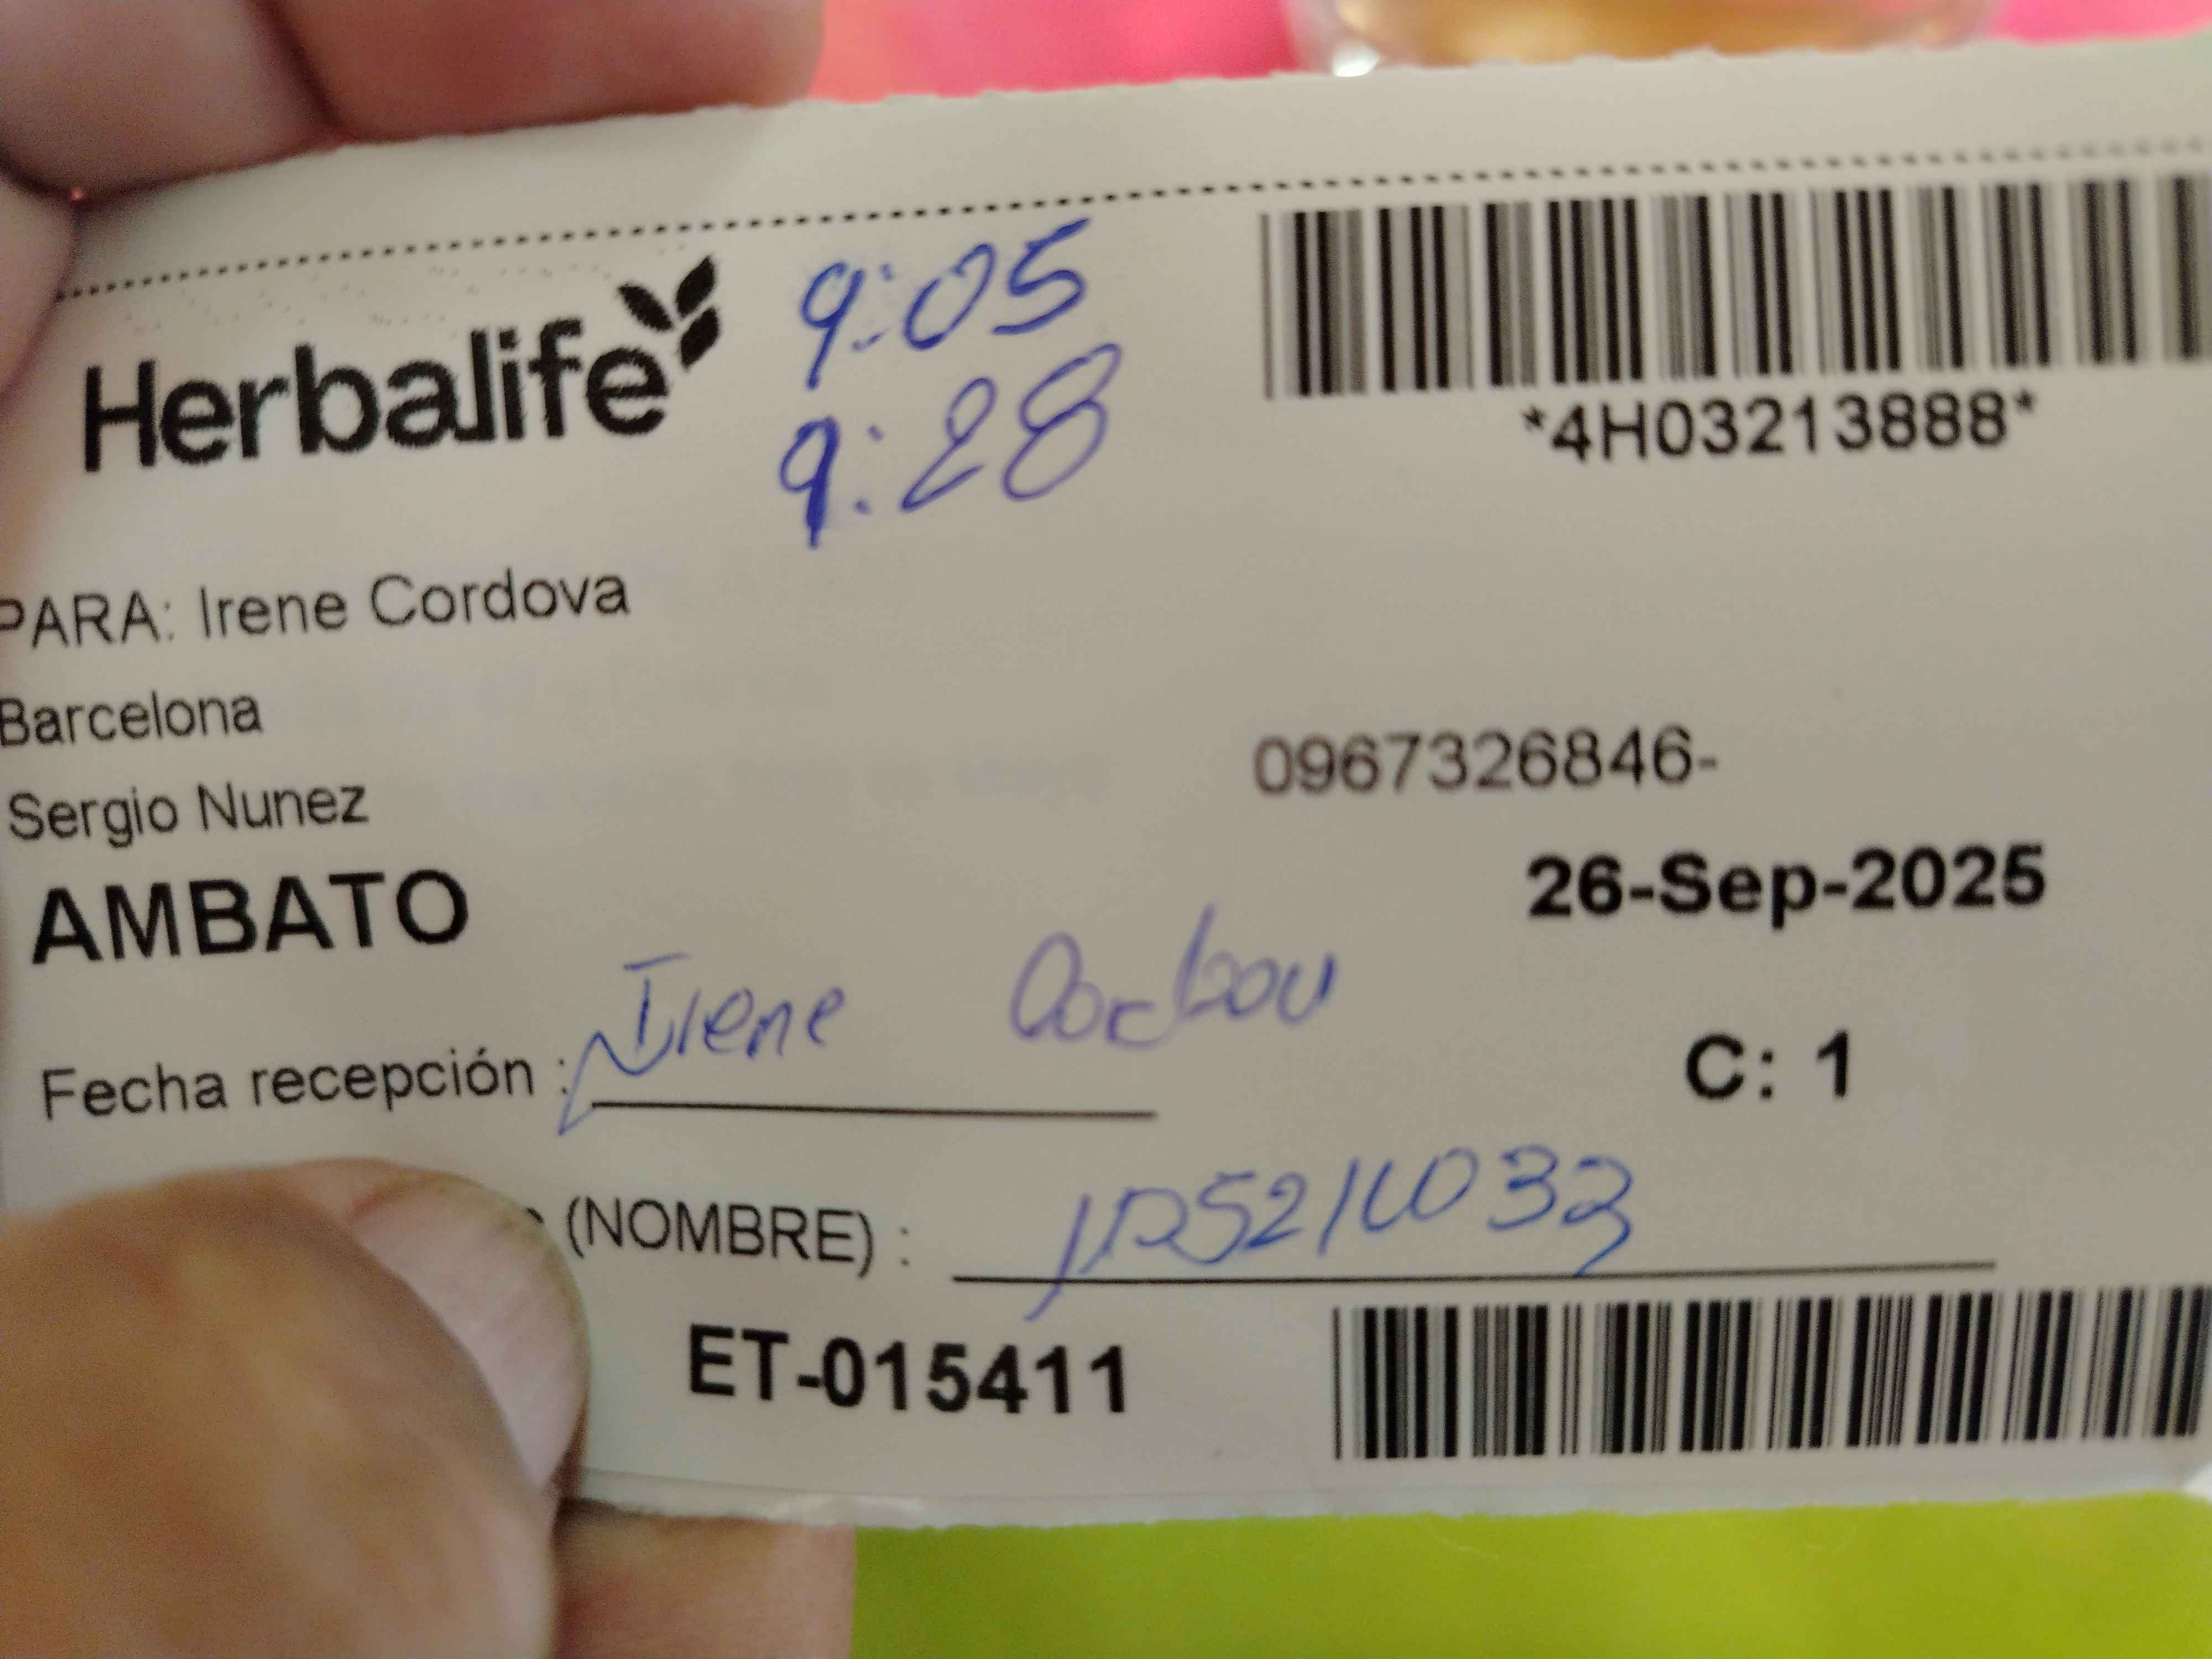 Herbalife
9:05
9:28
*4H03213888*
PARA: Irene Cordova
Barcelona
0967326846-
Sergio Nunez
26-Sep-2025
AMBATO
Irene
Fecha recepción :
C: 1
(NOMBRE) :
ET-015411